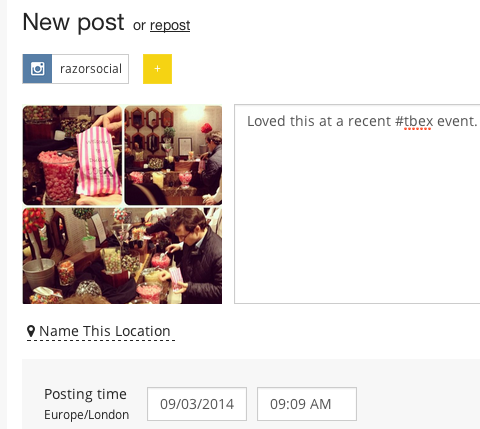 New post or repost
razorsocial +
Loved this at a recent #tbex event.
Name This Location
Posting time
Europe/London
09/03/2014 09:09 AM